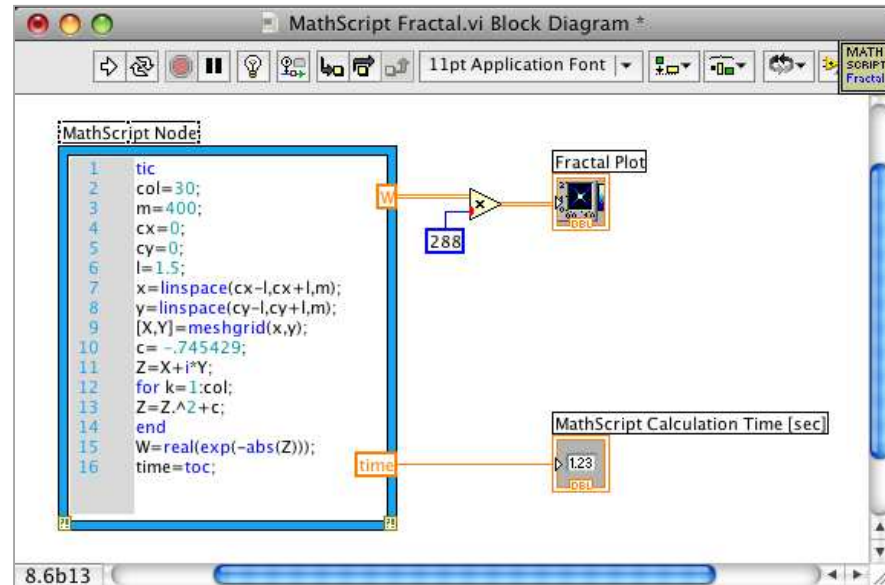 MathScript Fractal.vi Block Diagram *
11pt Application Font
MATH
SCRIPT
Fractal
MathScript Node
1 tic
2 col=30;
3 m=400;
4 cx=0;
5 cy=0;
6 l=1.5;
7 x=linspace(cx-l,cx+l,m);
8 y=linspace(cy-l,cy+l,m);
9 [X,Y]=meshgrid(x,y);
10 c= -.745429;
11 Z=X+i*Y;
12 for k=1:col;
13 Z=Z.^2+c;
14 end
15 W=real(exp(-abs(Z)));
16 time=toc;
W
288
Fractal Plot
DBL
time
MathScript Calculation Time [sec]
1.23
DBL
8.6b13